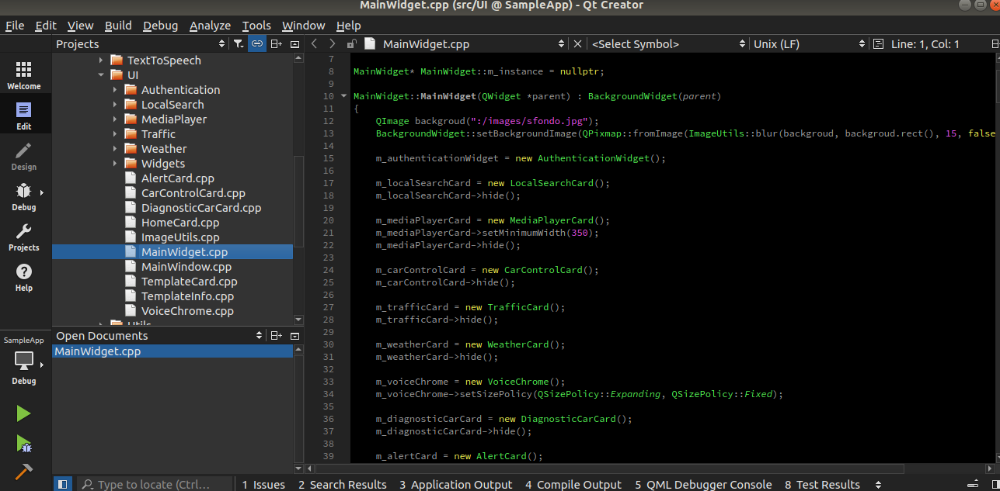 MainWidget.cpp (src/UI @ SampleApp) - Qt Creator
File Edit View Build Debug Analyze Tools Window Help
Projects
MainWidget.cpp
<Select Symbol>
Unix (LF)
Line: 1, Col: 1
Welcome
Edit
Design
Debug
Projects
Help
SampleApp
Debug
TextToSpeech
UI
Authentication
LocalSearch
MediaPlayer
Traffic
Weather
Widgets
AlertCard.cpp
CarControlCard.cpp
DiagnosticCarCard.cpp
HomeCard.cpp
ImageUtils.cpp
MainWidget.cpp
MainWindow.cpp
TemplateCard.cpp
TemplateInfo.cpp
VoiceChrome.cpp
Utils
Open Documents
MainWidget.cpp
7
8 MainWidget* MainWidget::m_instance = nullptr;
9
10 MainWidget::MainWidget(QWidget *parent) : BackgroundWidget(parent)
11 {
12 QImage backgroud(":/images/sfondo.jpg");
13 BackgroundWidget::setBackgroundImage(QPixmap::fromImage(ImageUtils::blur(backgroud, backgroud.rect(), 15, false
14
15 m_authenticationWidget = new AuthenticationWidget();
16
17 m_localSearchCard = new LocalSearchCard();
18 m_localSearchCard->hide();
19
20 m_mediaPlayerCard = new MediaPlayerCard();
21 m_mediaPlayerCard->setMinimumWidth(350);
22 m_mediaPlayerCard->hide();
23
24 m_carControlCard = new CarControlCard();
25 m_carControlCard->hide();
26
27 m_trafficCard = new TrafficCard();
28 m_trafficCard->hide();
29
30 m_weatherCard = new WeatherCard();
31 m_weatherCard->hide();
32
33 m_voiceChrome = new VoiceChrome();
34 m_voiceChrome->setSizePolicy(QSizePolicy::Expanding, QSizePolicy::Fixed);
35
36 m_diagnosticCarCard = new DiagnosticCarCard();
37 m_diagnosticCarCard->hide();
38
39 m_alertCard = new AlertCard();
Type to locate (Ctrl...
1 Issues 2 Search Results 3 Application Output 4 Compile Output 5 QML Debugger Console 8 Test Results